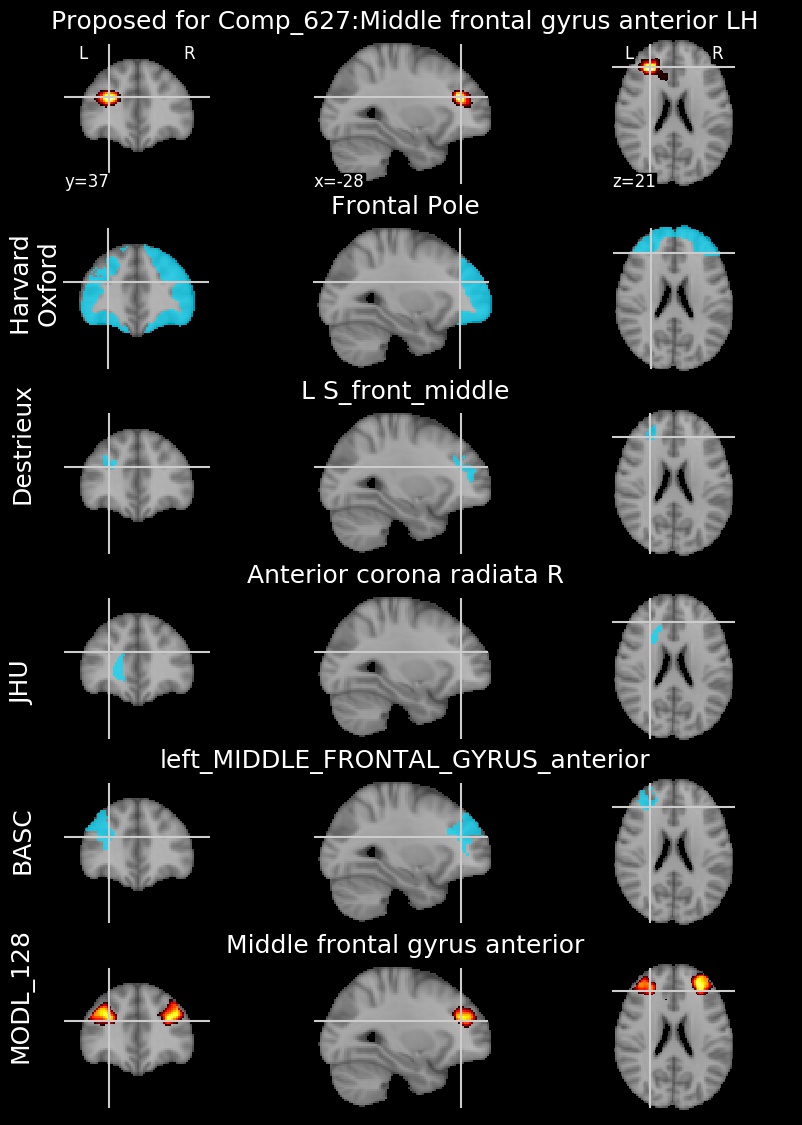 Proposed for Comp_627:Middle frontal gyrus anterior LH
L R L R
y=37 x=-28 z=21
Frontal Pole
Harvard
Oxford
L S_front_middle
Destrieux
Anterior corona radiata R
JHU
left_MIDDLE_FRONTAL_GYRUS_anterior
BASC
Middle frontal gyrus anterior
MODL_128